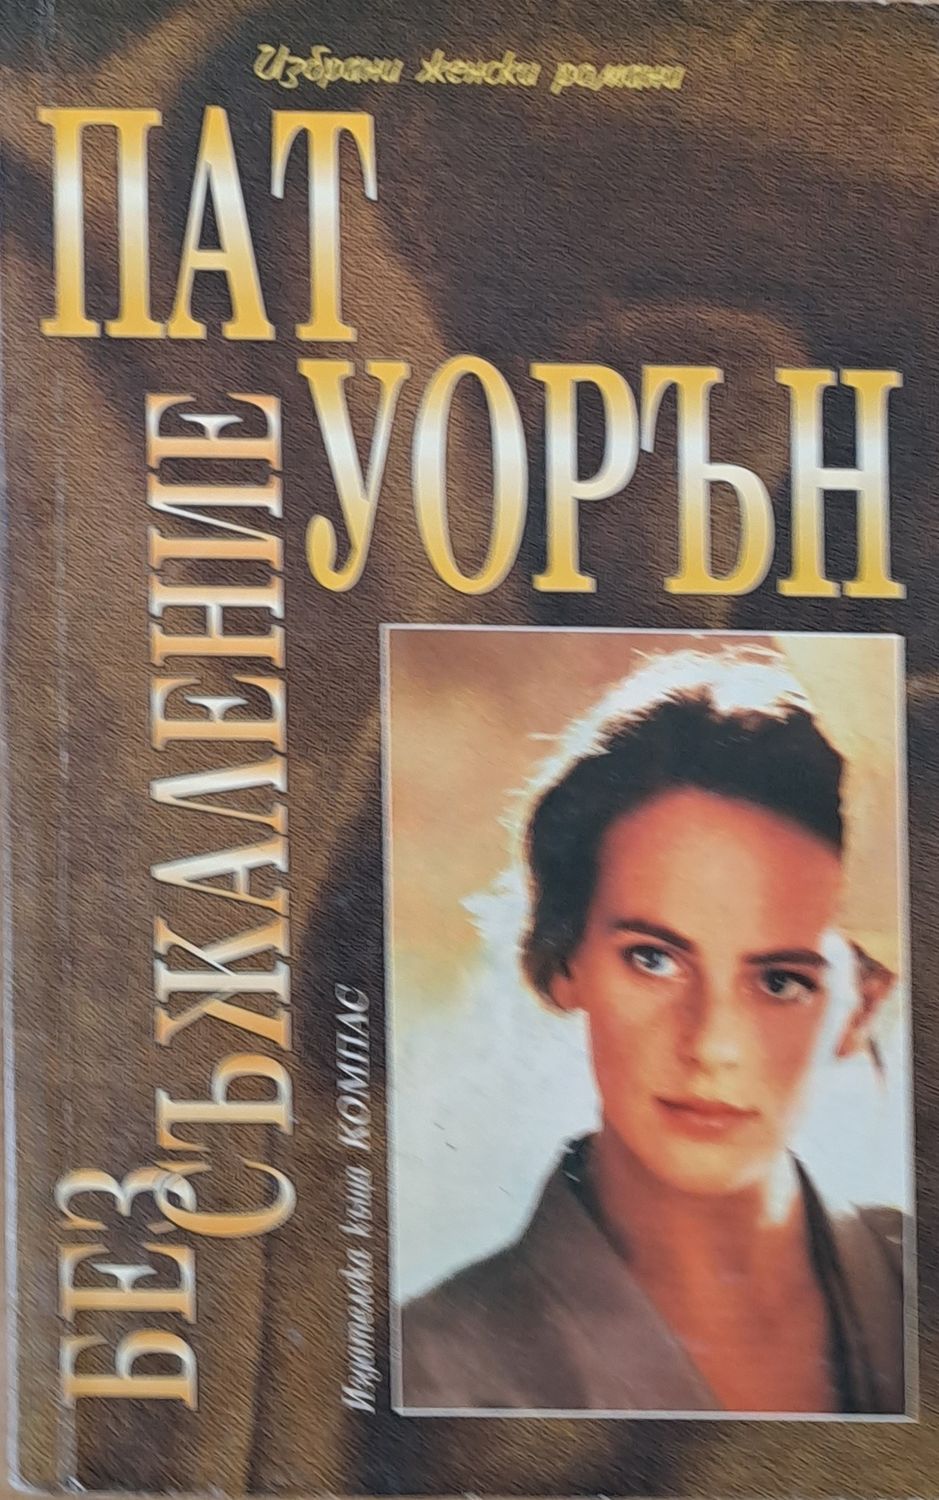 Избрани женски романи
ПАТ
УОРЪН
БЕЗ
СЪЖАЛЕНИЕ
Издателска къща КОМПАС